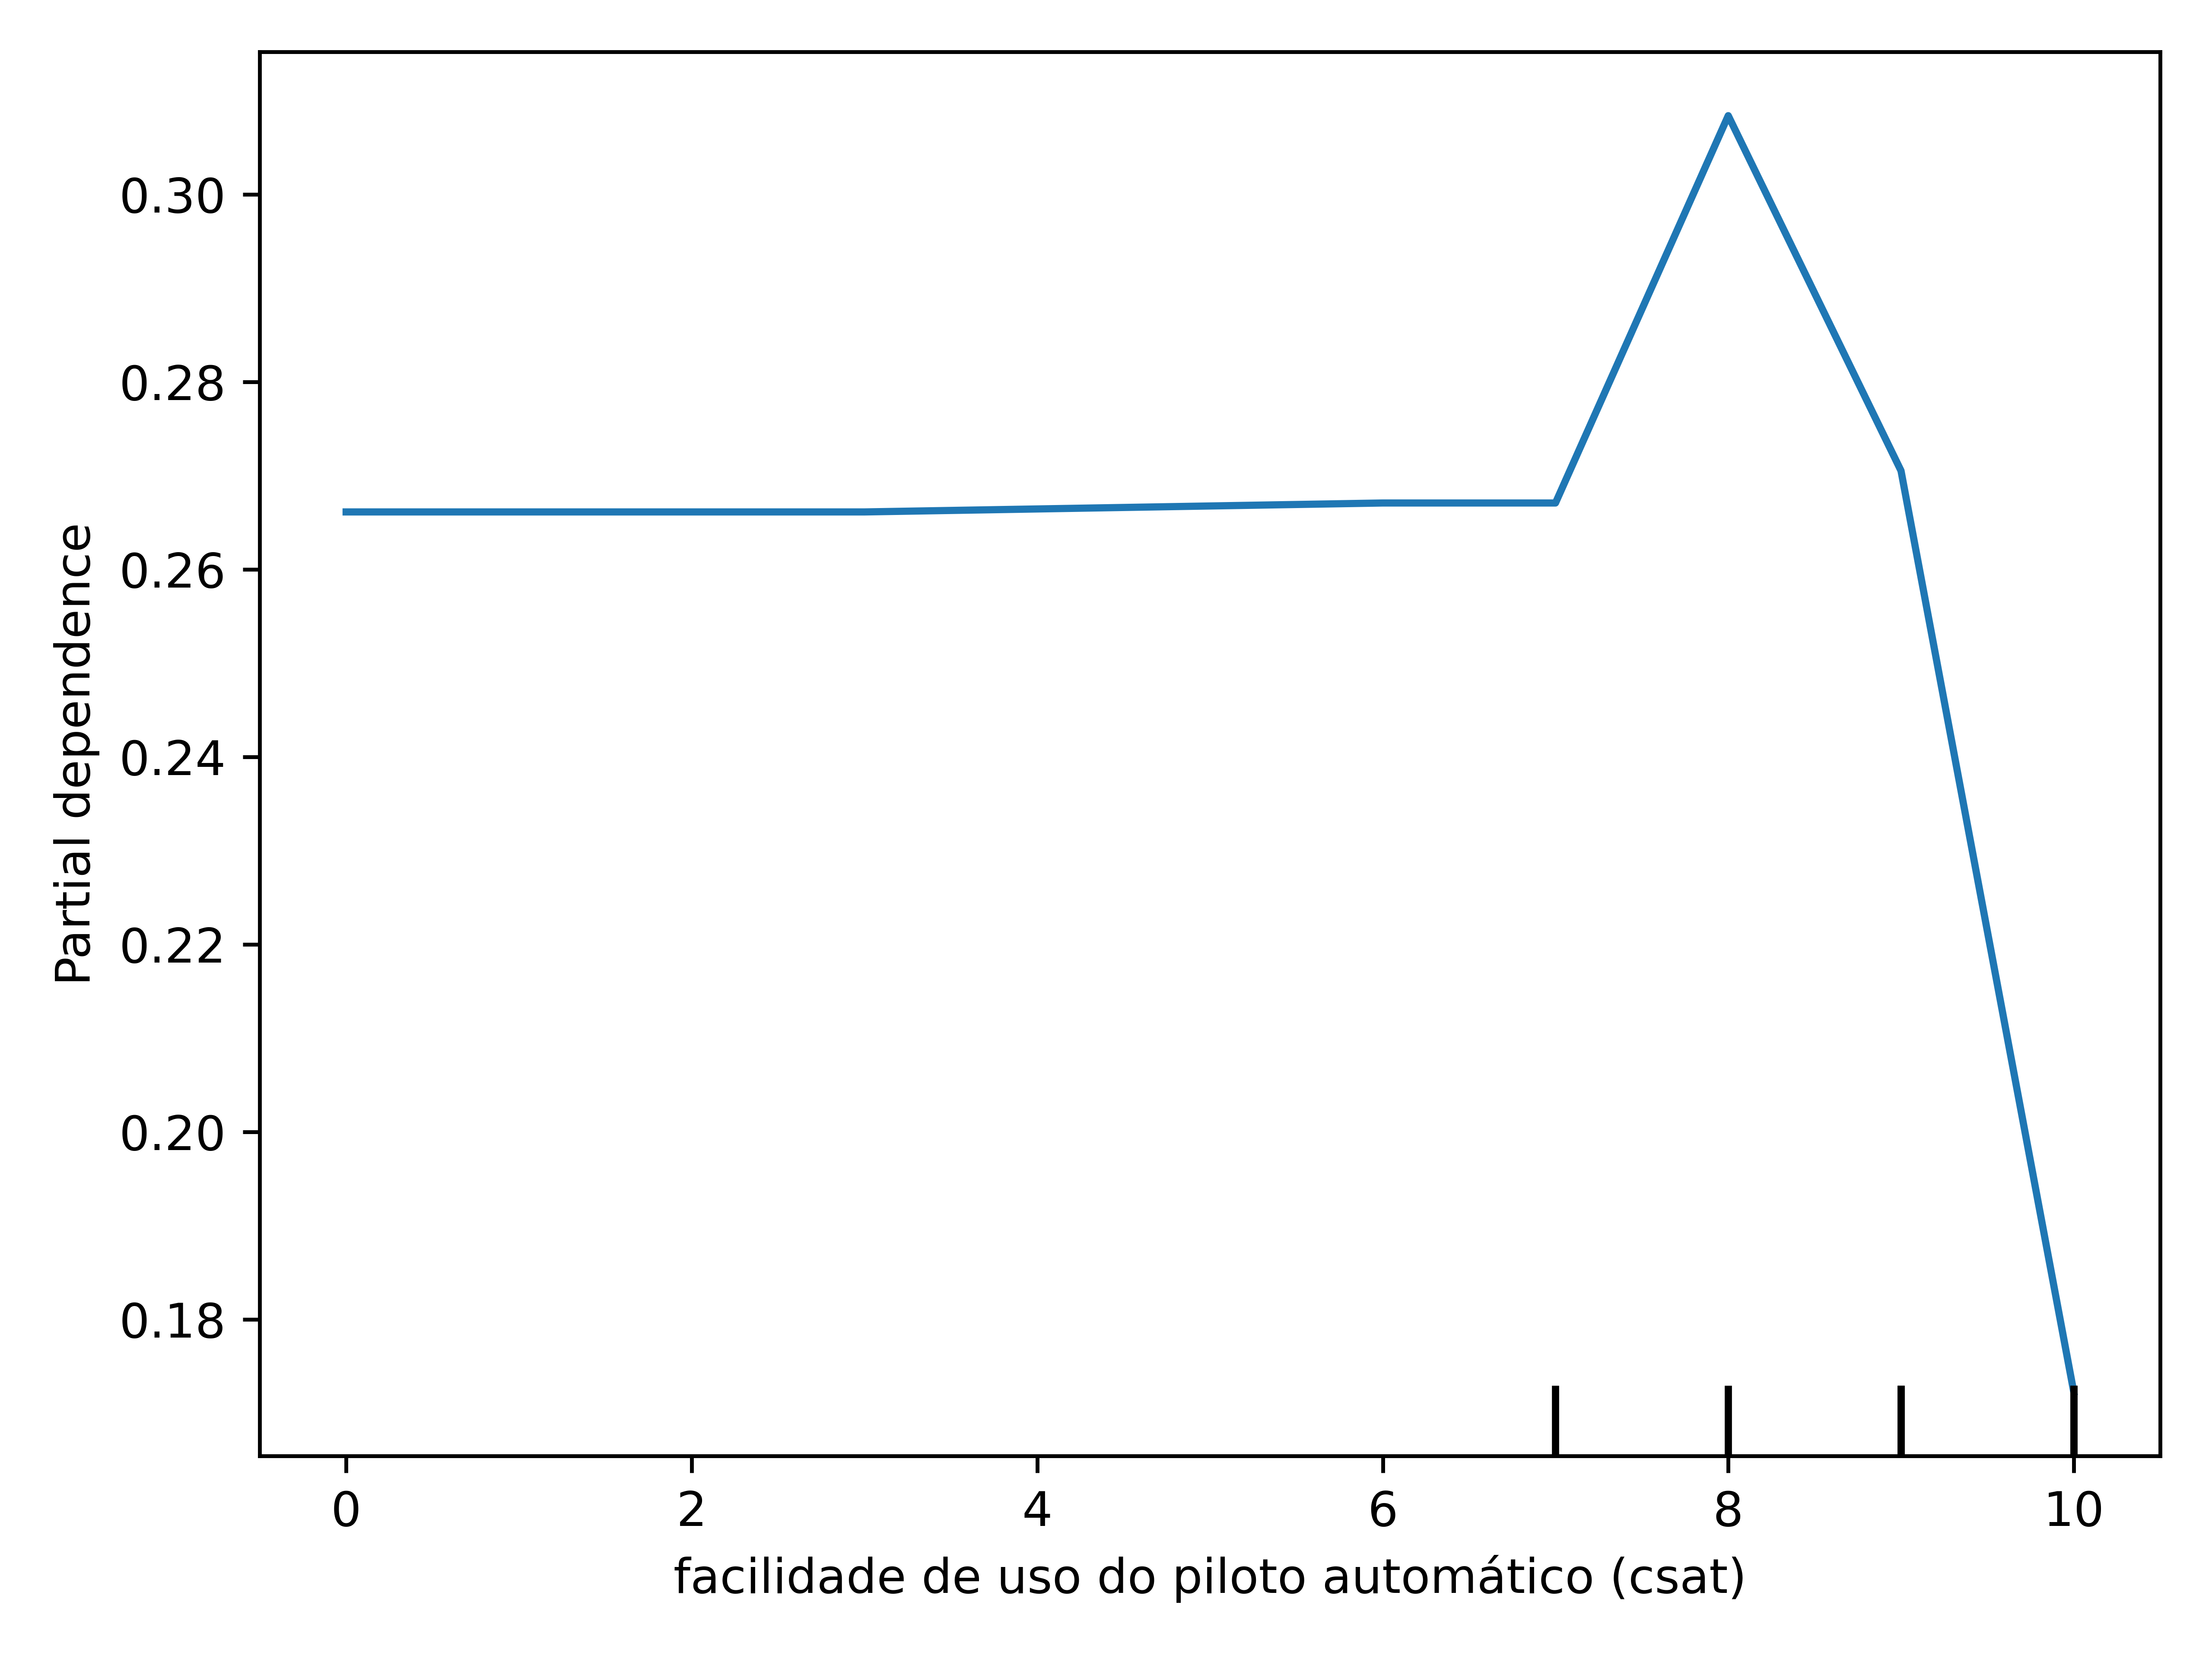 0.30
0.28
0.26
0.24
0.22
0.20
0.18
Partial dependence
0 2 4 6 8 10
facilidade de uso do piloto automático (csat)